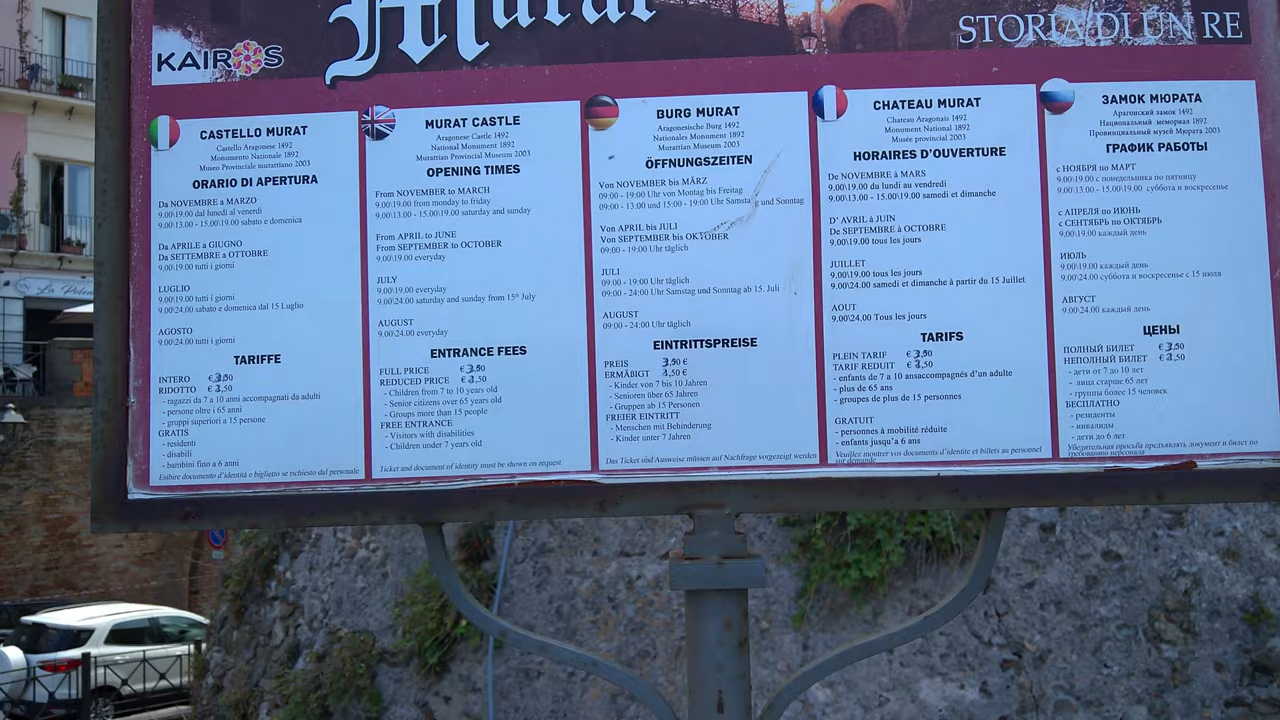 Murat
STORIA DI UN RE
KAIROS
CASTELLO MURAT
Castello Aragonese 1492
Monumento Nazionale 1892
Museo Provinciale murattiano 2003
ORARIO DI APERTURA
Da NOVEMBRE a MARZO
9.00\19.00 dal lunedì al venerdì
9.00\13.00 - 15.00\19.00 sabato e domenica
Da APRILE a GIUGNO
Da SETTEMBRE a OTTOBRE
9.00\19.00 tutti i giorni
LUGLIO
9.00\19.00 tutti i giorni
9.00\24.00 sabato e domenica dal 15 Luglio
AGOSTO
9.00\24.00 tutti i giorni
TARIFFE
INTERO € 3,50
RIDOTTO € 2,50
- ragazzi da 7 a 10 anni accompagnati da adulti
- persone oltre i 65 anni
- gruppi superiori a 15 persone
GRATIS
- residenti
- disabili
- bambini fino a 6 anni
Esibire documento d'identità e biglietto se richiesto dal personale
MURAT CASTLE
Aragonese Castle 1492
National Monument 1892
Murattian Provincial Museum 2003
OPENING TIMES
From NOVEMBER to MARCH
9.00\19.00 from monday to friday
9.00\13.00 - 15.00\19.00 saturday and sunday
From APRIL to JUNE
From SEPTEMBER to OCTOBER
9.00\19.00 everyday
JULY
9.00\19.00 everyday
9.00\24.00 saturday and sunday from 15th July
AUGUST
9.00\24.00 everyday
ENTRANCE FEES
FULL PRICE € 3,50
REDUCED PRICE € 2,50
- Children from 7 to 10 years old
- Senior citizens over 65 years old
- Groups more than 15 people
FREE ENTRANCE
- Visitors with disabilities
- Children under 7 years old
Ticket and document of identity must be shown on request
BURG MURAT
Aragonesische Burg 1492
Nationales Monument 1892
Murattian Museum 2003
ÖFFNUNGSZEITEN
Von NOVEMBER bis MÄRZ
09:00 - 19:00 Uhr von Montag bis Freitag
09:00 - 13:00 und 15:00 - 19:00 Uhr Samstag und Sonntag
Von APRIL bis JULI
Von SEPTEMBER bis OKTOBER
09:00 - 19:00 Uhr täglich
JULI
09:00 - 19:00 Uhr täglich
09:00 - 24:00 Uhr Samstag und Sonntag ab 15. Juli
AUGUST
09:00 - 24:00 Uhr täglich
EINTRITTSPREISE
PREIS 3,50 €
ERMÄBIGT 2,50 €
- Kinder von 7 bis 10 Jahren
- Senioren über 65 Jahren
- Gruppen ab 15 Personen
FREIER EINTRITT
- Menschen mit Behinderung
- Kinder unter 7 Jahren
Das Ticket und Ausweise müssen auf Nachfrage vorgezeigt werden
CHATEAU MURAT
Chateau Aragonais 1492
Monument National 1892
Musée provincial 2003
HORAIRES D'OUVERTURE
De NOVEMBRE à MARS
9.00\19.00 du lundi au vendredi
9.00\13.00 - 15.00\19.00 samedi et dimanche
D' AVRIL à JUIN
De SEPTEMBRE à OCTOBRE
9.00\19.00 tous les jours
JUILLET
9.00\19.00 tous les jours
9.00\24.00 samedi et dimanche à partir du 15 Juillet
AOUT
9.00\24.00 Tous les jours
TARIFS
PLEIN TARIF € 3,50
TARIF REDUIT € 2,50
- enfants de 7 a 10 ansaccompagnés d'un adulte
- plus de 65 ans
- groupes de plus de 15 personnes
GRATUIT
- personnes à mobilité réduite
- enfants jusqu'a 6 ans
Veuillez montrer vos documents d'identite et billets au personnel
sur demande
ЗАМОК МЮРАТА
Арагонский замок 1492
Национальный мемориал 1892
Провинциальный музей Мюрата 2003
ГРАФИК РАБОТЫ
с НОЯБРЯ по МАРТ
9.00\19.00 с понедельника по пятницу
9.00\13.00 - 15.00\19.00 суббота и воскресенье
с АПРЕЛЯ по ИЮНЬ
с СЕНТЯБРЬ по ОКТЯБРЬ
9.00\19.00 каждый день
ИЮЛЬ
9.00\19.00 каждый день
9.00\24.00 суббота и воскресенье с 15 июля
АВГУСТ
9.00\24.00 каждый день
ЦЕНЫ
ПОЛНЫЙ БИЛЕТ € 3,50
НЕПОЛНЫЙ БИЛЕТ € 2,50
- дети от 7 до 10 лет
- лица старше 65 лет
- группы более 15 человек
БЕСПЛАТНО
- резиденты
- инвалиды
- дети до 6 лет
Убедительная просьба предъявлять документ и билет по
требованию персонала